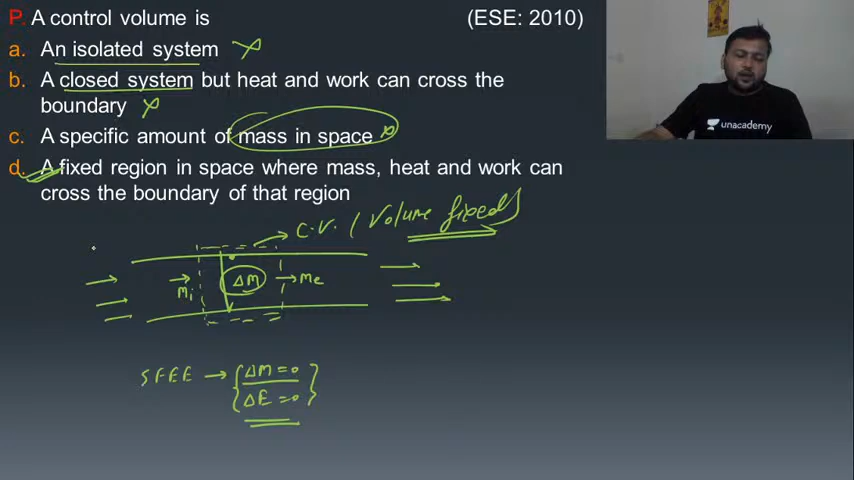 P. A control volume is (ESE: 2010)
a. An isolated system
b. A closed system but heat and work can cross the
boundary
c. A specific amount of mass in space
d. A fixed region in space where mass, heat and work can
cross the boundary of that region
unacademy
C.V. (Volume fixed)
mi ΔM me
SFEE → {ΔM=0
ΔE=0}